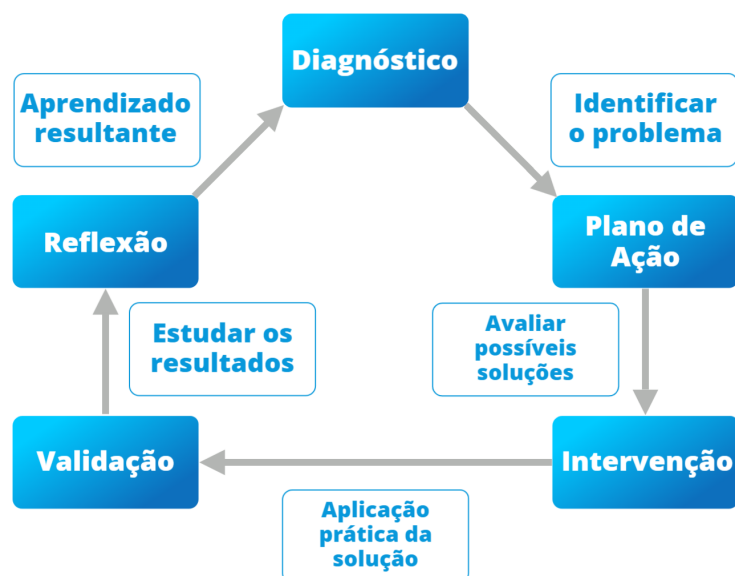 Diagnóstico
Identificar
o problema
Plano de
Ação
Avaliar
possíveis
soluções
Intervenção
Aplicação
prática da
solução
Validação
Estudar os
resultados
Reflexão
Aprendizado
resultante